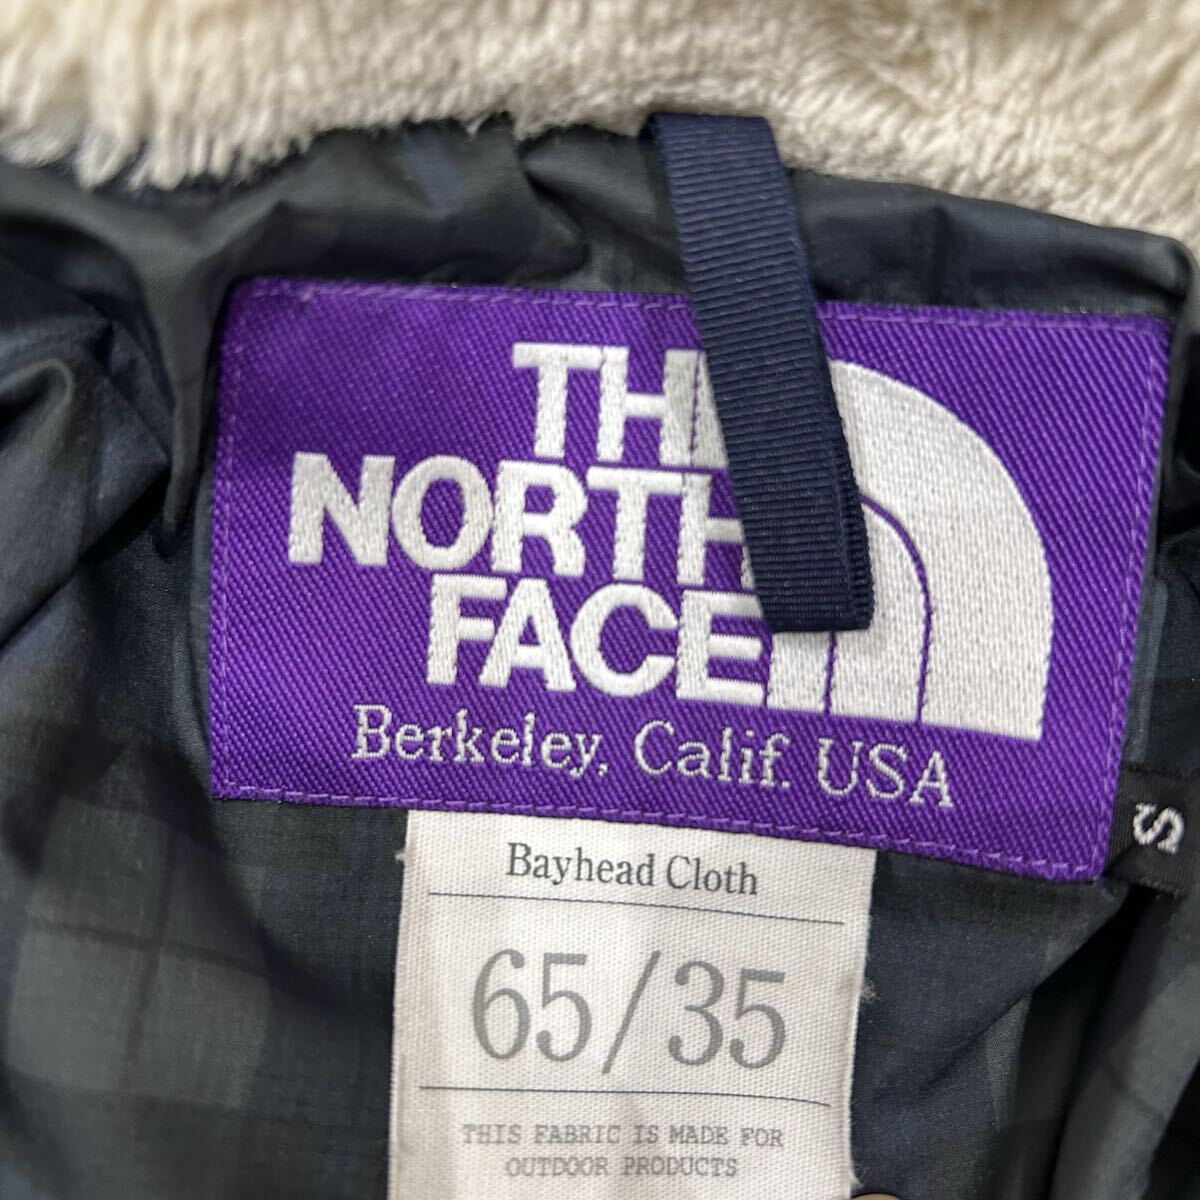 THE
NORTH
FACE
Berkeley, Calif. USA
S
Bayhead Cloth
65/35
THIS FABRIC IS MADE FOR
OUTDOOR PRODUCTS